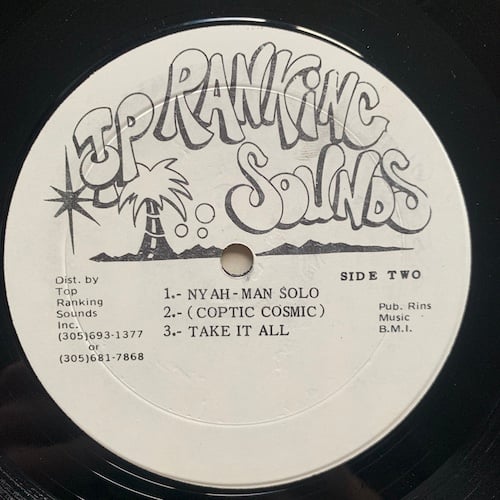 TOP RANKING
SOUNDS
SIDE TWO
Dist. by
Top
Ranking
Sounds
Inc.
(305)693-1377
or
(305)681-7868
1.- NYAH-MAN SOLO
2.- (COPTIC COSMIC)
3.- TAKE IT ALL
Pub. Rins
Music
B.M.I.